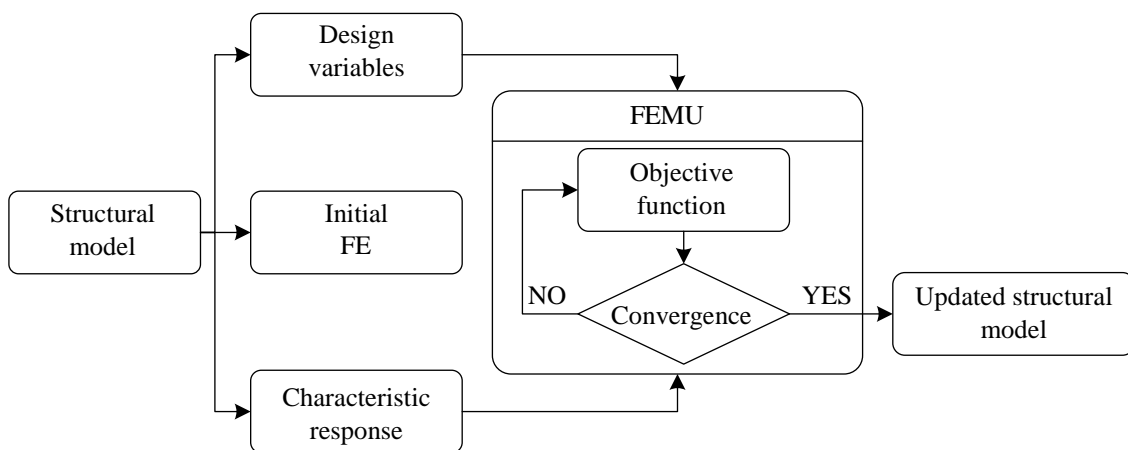 Design
variables
FEMU
Objective
function
Structural
model
Initial
FE
NO
Convergence
YES
Updated structural
model
Characteristic
response